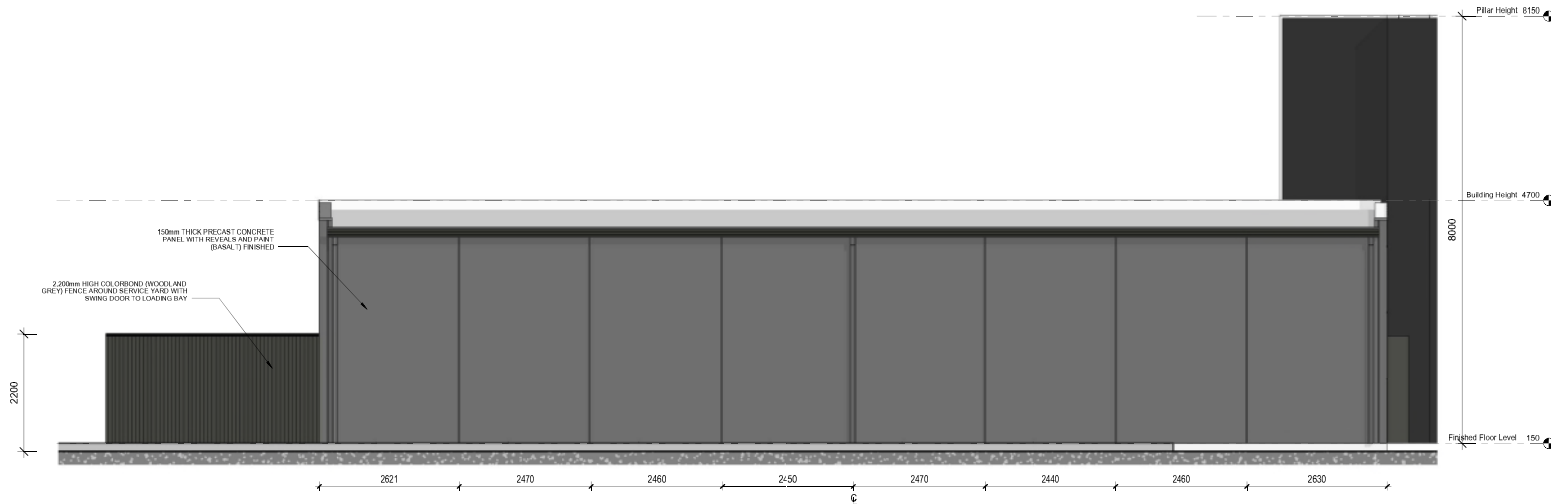 Pillar Height 8150
Building Height 4700
150mm THICK PRECAST CONCRETE
PANEL WITH REVEALS AND PAINT
(BASALT) FINISHED
8000
2,200mm HIGH COLORBOND (WOODLAND
GREY) FENCE AROUND SERVICE YARD WITH
SWING DOOR TO LOADING BAY
2200
Finished Floor Level 150
2621 2470 2460 2450 2470 2440 2460 2630